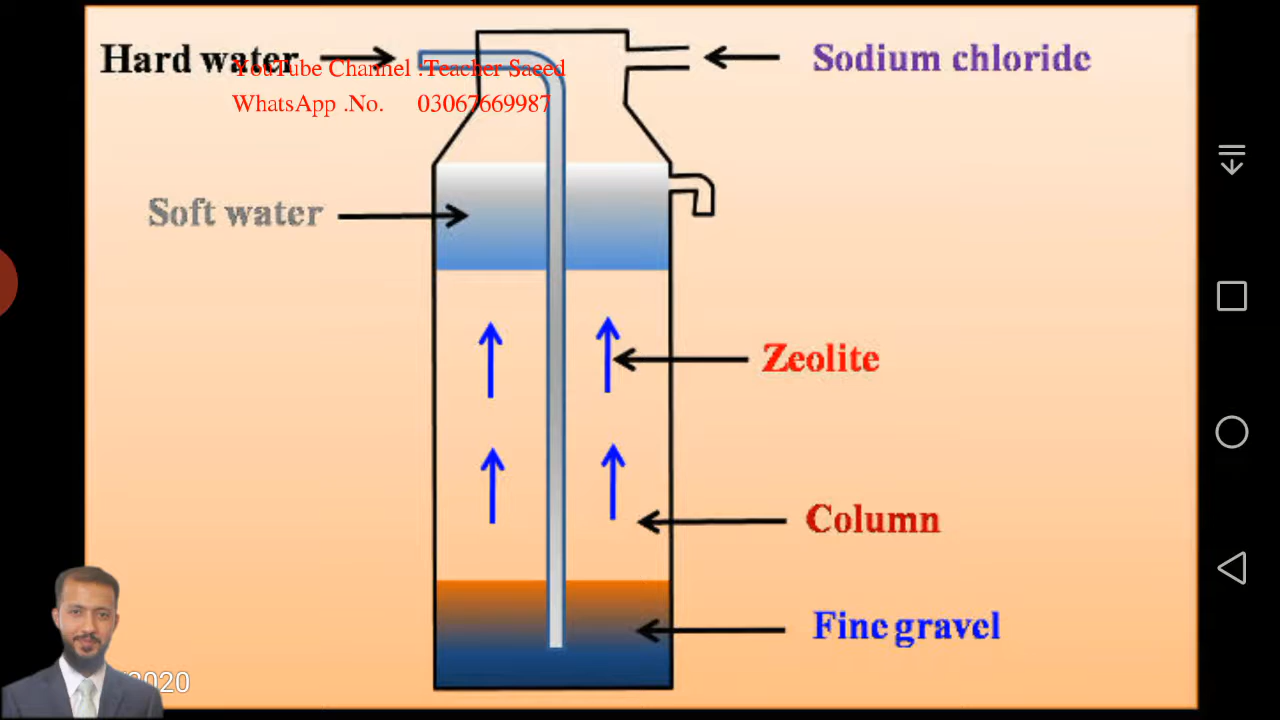 Hard water
Sodium chloride
YouTube Channel :Teacher Saeed
WhatsApp .No. 03067669987
Soft water
Zeolite
Column
Fine gravel
2020